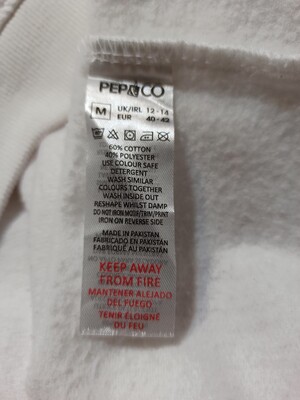 PEP&CO
M UK/IRL 12-14
EUR 40-42
60% COTTON
40% POLYESTER
USE COLOUR SAFE
DETERGENT
WASH SIMILAR
COLOURS TOGETHER
WASH INSIDE OUT
RESHAPE WHILST DAMP
DO NOT IRON MOTIF/TRIM/PRINT
IRON ON REVERSE SIDE
MADE IN PAKISTAN
FABRICADO EN PAKISTAN
FABRIQUÉ AU PAKISTAN
KEEP AWAY
FROM FIRE
MANTENER ALEJADO
DEL FUEGO
TENIR ÉLOIGNÉ
DU FEU